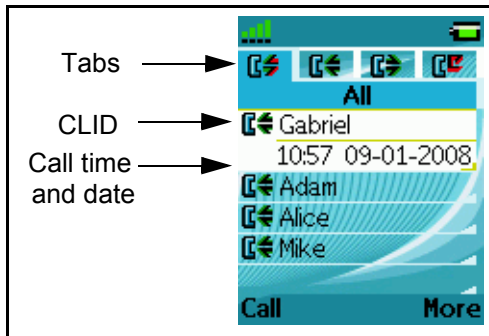 Tabs
All
CLID
Gabriel
Call time
and date
10:57 09-01-2008
Adam
Alice
Mike
Call More